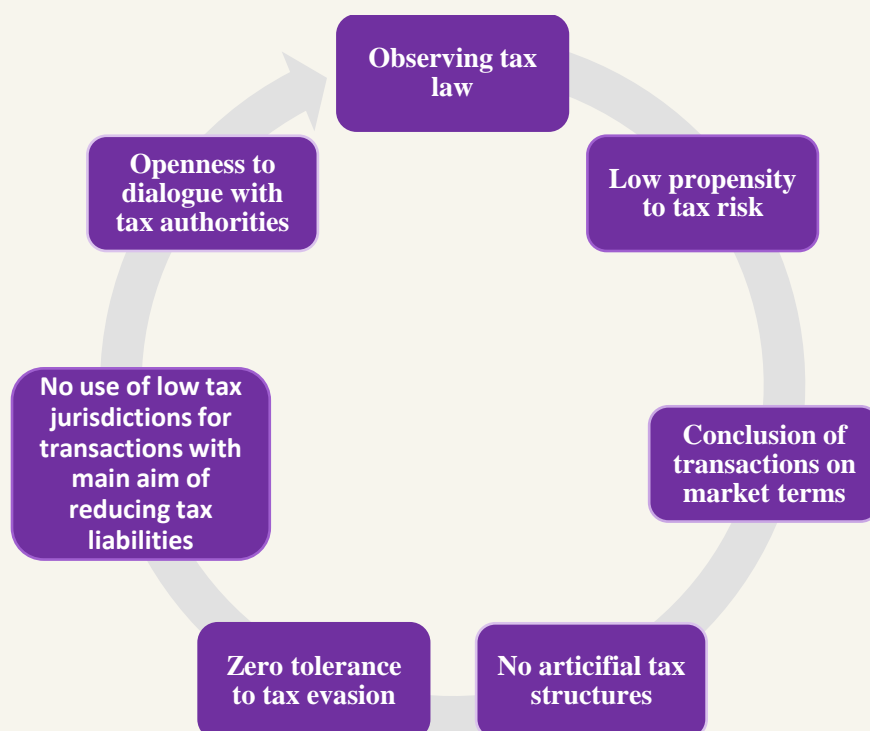 Observing tax
law
Low propensity
to tax risk
Conclusion of
transactions on
market terms
No articifial tax
structures
Zero tolerance
to tax evasion
No use of low tax
jurisdictions for
transactions with
main aim of
reducing tax
liabilities
Openness to
dialogue with
tax authorities